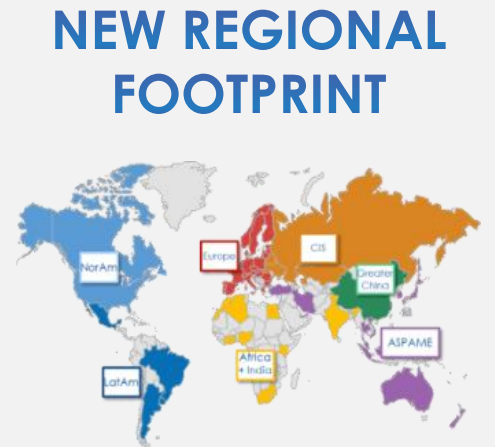 NEW REGIONAL
FOOTPRINT
CIS
Europe
NorAm
Greater
China
ASPAME
Africa
+ India
LatAm